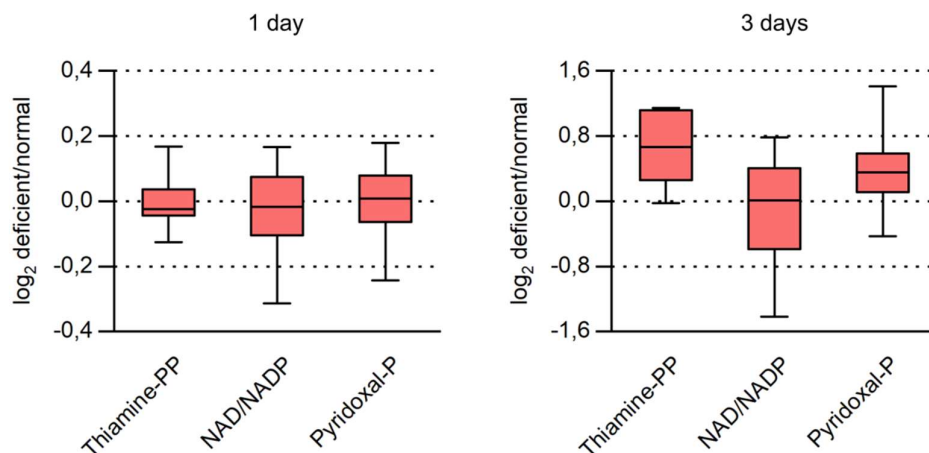 1 day
3 days
log₂ deficient/normal
0,4
0,2
0,0
-0,2
-0,4
Thiamine-PP
NAD/NADP
Pyridoxal-P
log₂ deficient/normal
1,6
0,8
0,0
-0,8
-1,6
Thiamine-PP
NAD/NADP
Pyridoxal-P